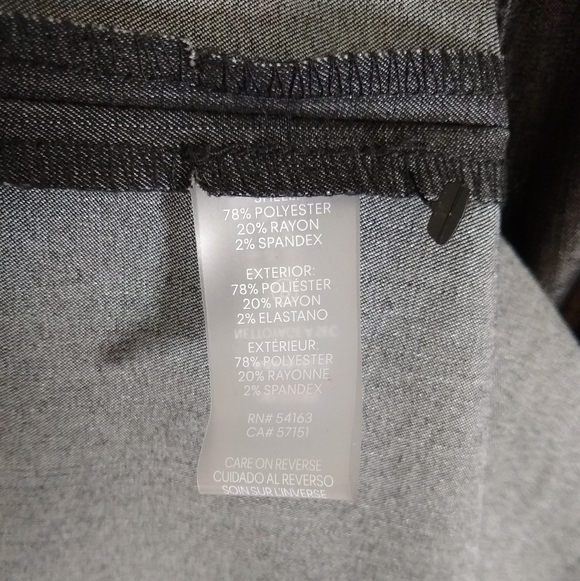 78% POLYESTER
20% RAYON
2% SPANDEX
EXTERIOR:
78% POLIÉSTER
20% RAYON
2% ELASTANO
EXTÉRIEUR:
78% POLYESTER
20% RAYONNE
2% SPANDEX
RN# 54163
CA# 57151
CARE ON REVERSE
CUIDADO AL REVERSO
SOIN SUR L'INVERSE